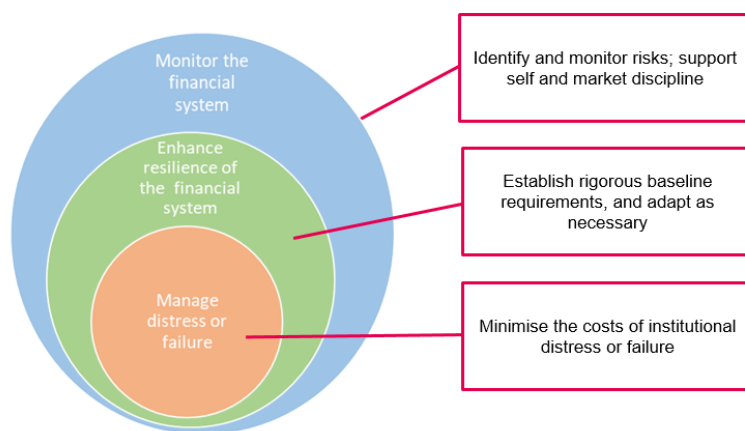 Monitor the
financial
system
Enhance
resilience of
the financial
system
Manage
distress or
failure
Identify and monitor risks; support
self and market discipline
Establish rigorous baseline
requirements, and adapt as
necessary
Minimise the costs of institutional
distress or failure